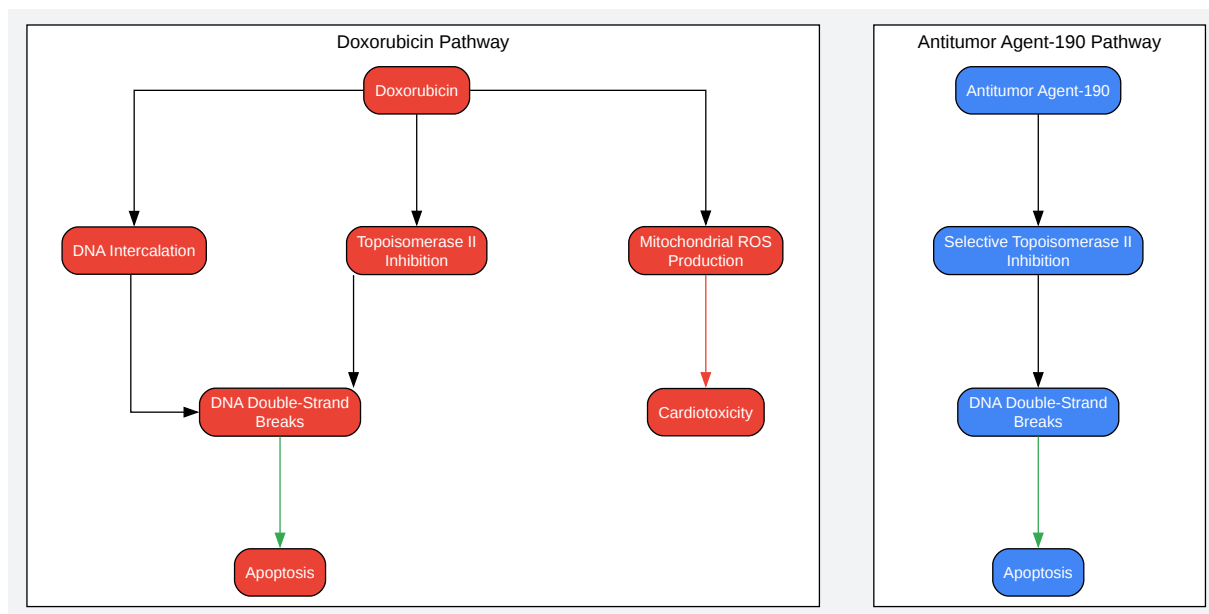 Doxorubicin Pathway
Doxorubicin
DNA Intercalation
Topoisomerase II
Inhibition
Mitochondrial ROS
Production
DNA Double-Strand
Breaks
Cardiotoxicity
Apoptosis
Antitumor Agent-190 Pathway
Antitumor Agent-190
Selective Topoisomerase II
Inhibition
DNA Double-Strand
Breaks
Apoptosis